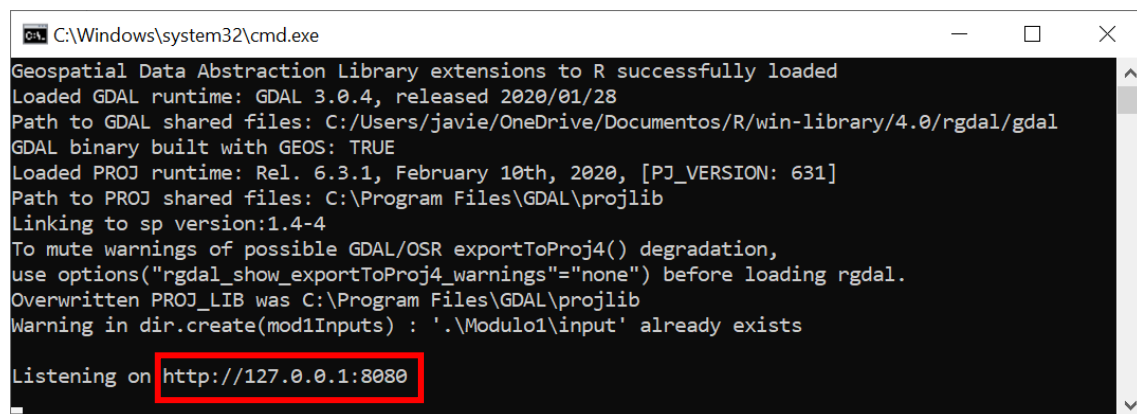 C:\Windows\system32\cmd.exe
Geospatial Data Abstraction Library extensions to R successfully loaded
Loaded GDAL runtime: GDAL 3.0.4, released 2020/01/28
Path to GDAL shared files: C:/Users/javie/OneDrive/Documentos/R/win-library/4.0/rgdal/gdal
GDAL binary built with GEOS: TRUE
Loaded PROJ runtime: Rel. 6.3.1, February 10th, 2020, [PJ_VERSION: 631]
Path to PROJ shared files: C:\Program Files\GDAL\projlib
Linking to sp version:1.4-4
To mute warnings of possible GDAL/OSR exportToProj4() degradation,
use options("rgdal_show_exportToProj4_warnings"="none") before loading rgdal.
Overwritten PROJ_LIB was C:\Program Files\GDAL\projlib
Warning in dir.create(mod1Inputs) : '.\Modulo1\input' already exists
Listening on http://127.0.0.1:8080